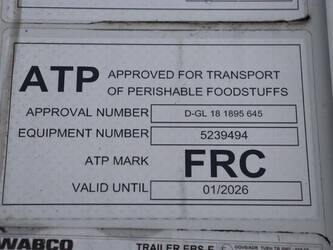 ATP APPROVED FOR TRANSPORT
OF PERISHABLE FOODSTUFFS
APPROVAL NUMBER D-GL 18 1895 645
EQUIPMENT NUMBER 5239494
ATP MARK FRC
VALID UNTIL 01/2026
WABCO TRAILER EBS E